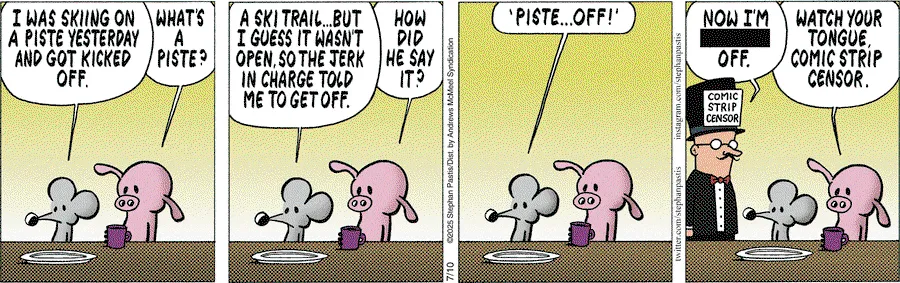 I WAS SKIING ON
A PISTE YESTERDAY
AND GOT KICKED
OFF.
WHAT'S
A
PISTE?
A SKI TRAIL...BUT
I GUESS IT WASN'T
OPEN, SO THE JERK
IN CHARGE TOLD
ME TO GET OFF.
HOW
DID
HE SAY
IT?
©2025 Stephan Pastis/Dist. by Andrews McMeel Syndication
7/10
'PISTE...OFF!'
twitter.com/stephanpastis
instagram.com/stephanpastis
NOW I'M
OFF.
COMIC
STRIP
CENSOR
WATCH YOUR
TONGUE,
COMIC STRIP
CENSOR.